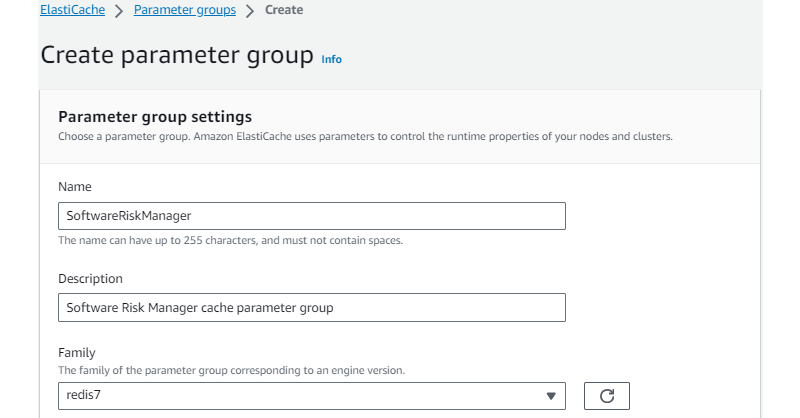 ElastiCache > Parameter groups > Create
Create parameter group Info
Parameter group settings
Choose a parameter group. Amazon ElastiCache uses parameters to control the runtime properties of your nodes and clusters.
Name
SoftwareRiskManager
The name can have up to 255 characters, and must not contain spaces.
Description
Software Risk Manager cache parameter group
Family
The family of the parameter group corresponding to an engine version.
redis7